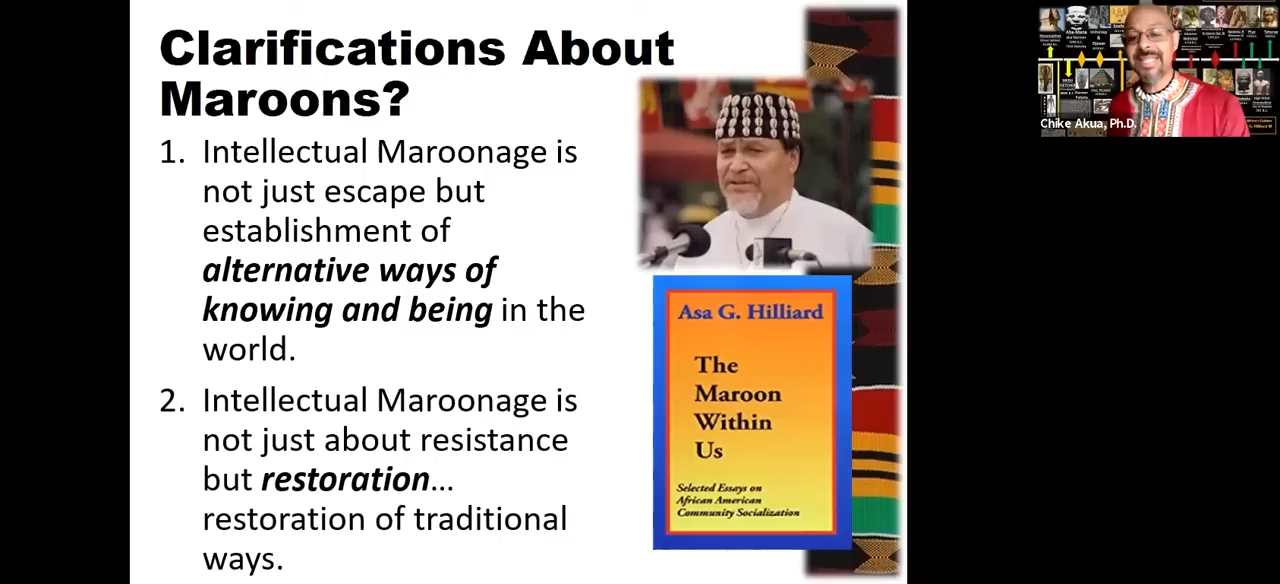 Clarifications About
Maroons?
1. Intellectual Maroonage is
not just escape but
establishment of
alternative ways of
knowing and being in the
world.
2. Intellectual Maroonage is
not just about resistance
but restoration...
restoration of traditional
ways.
Asa G. Hilliard
The
Maroon
Within
Us
Selected Essays on
African American
Community Socialization
Chike Akua, Ph.D.